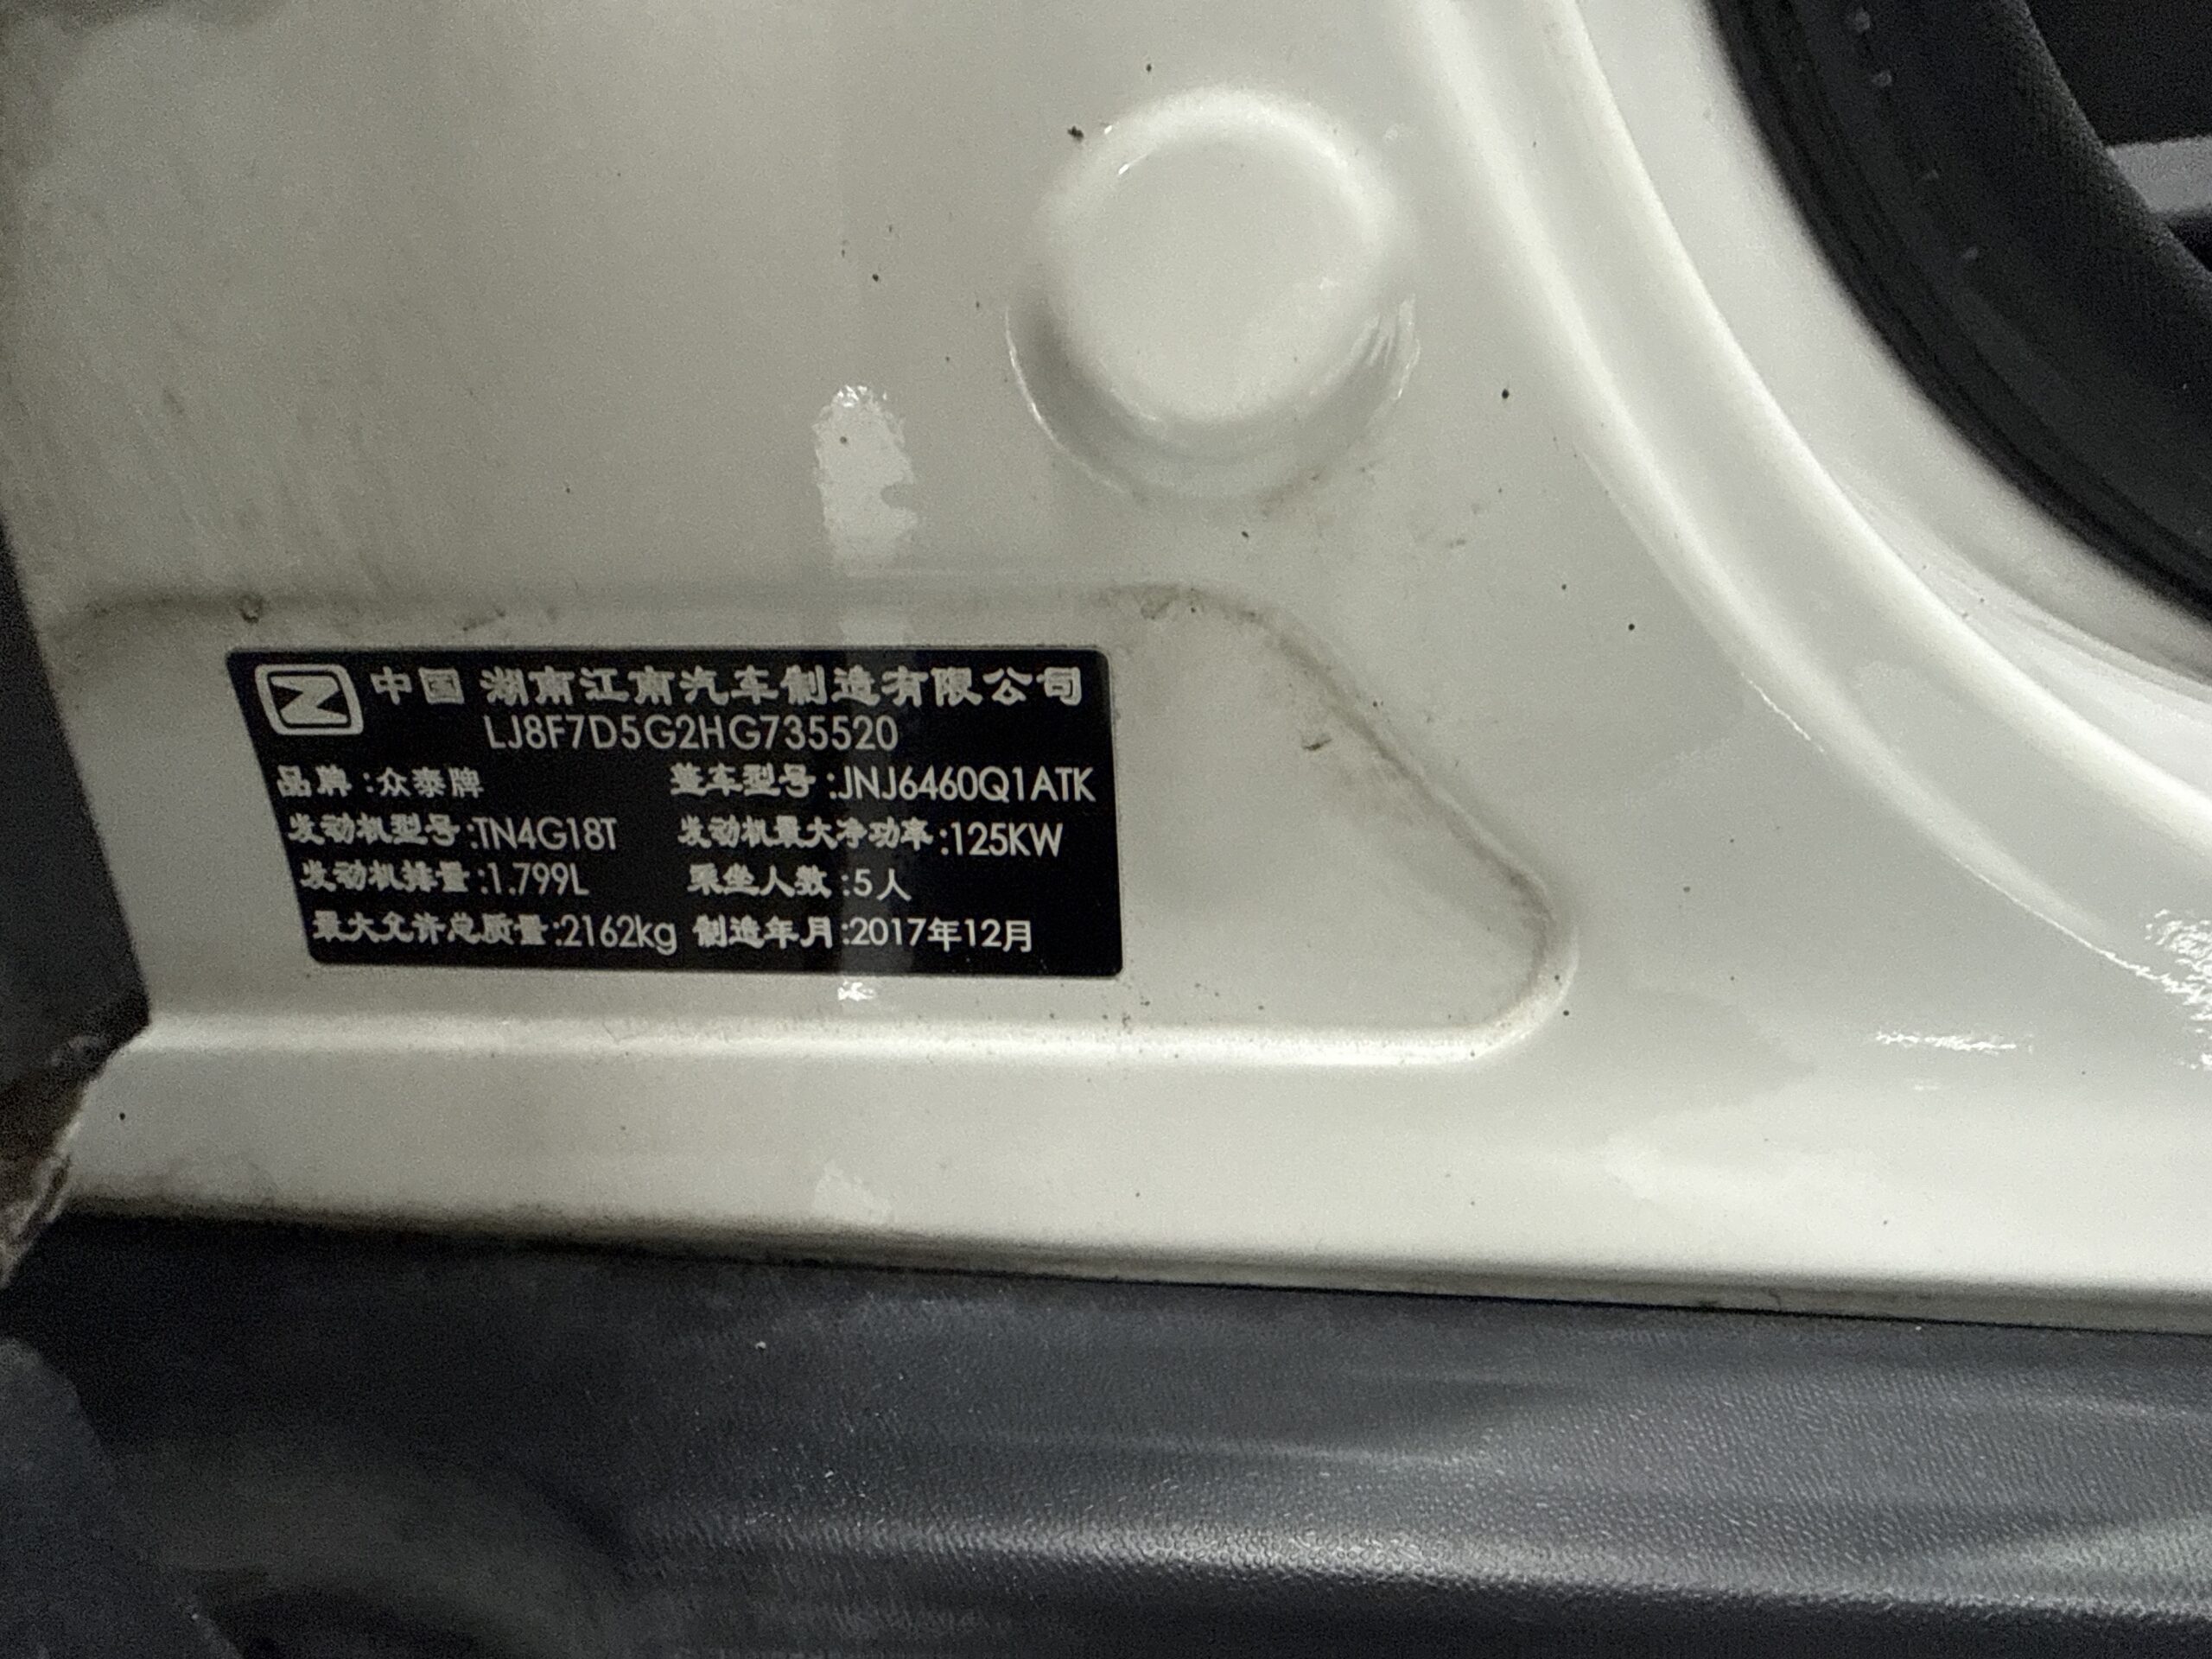 中国 湖南江南汽车制造有限公司
LJ8F7D5G2HG735520
品牌:众泰牌 整车型号:JNJ6460Q1ATK
发动机型号:TN4G18T 发动机最大净功率:125KW
发动机排量:1.799L 乘坐人数:5人
最大允许总质量:2162kg 制造年月:2017年12月